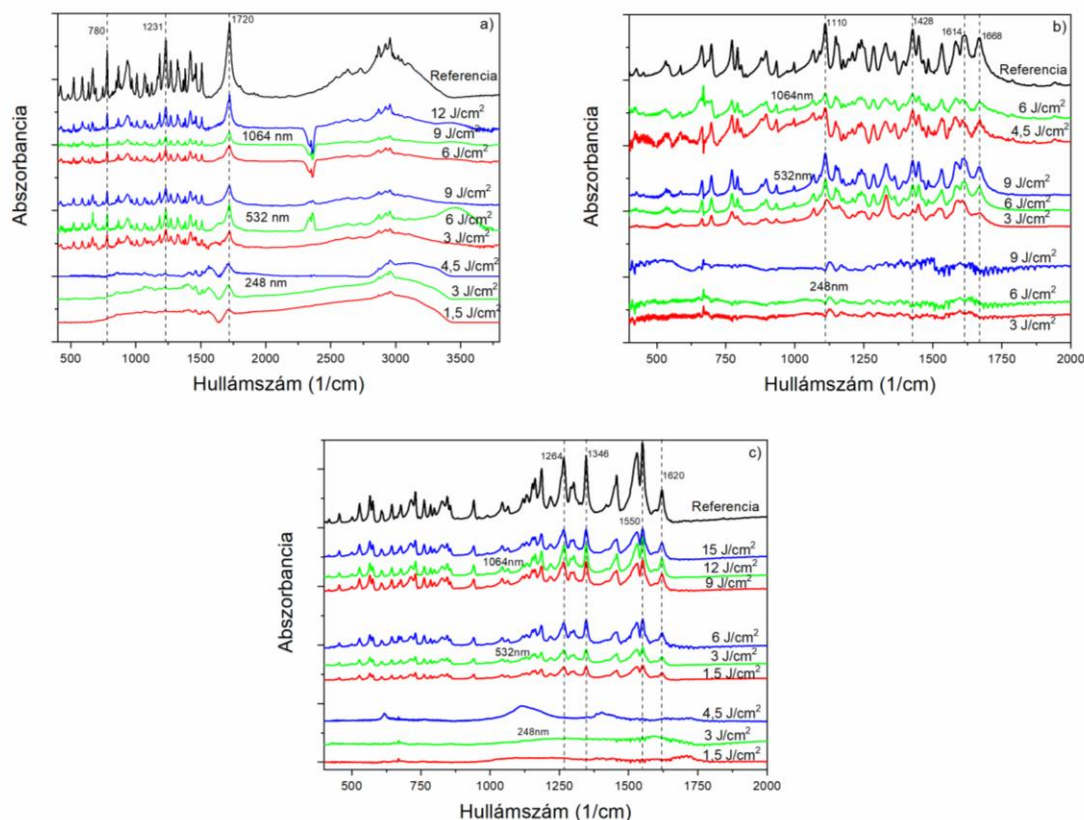 a)
780
1231
1720
Referencia
12 J/cm²
1064 nm
9 J/cm²
6 J/cm²
9 J/cm²
532 nm
6 J/cm²
3 J/cm²
4,5 J/cm²
248 nm
3 J/cm²
1,5 J/cm²
Abszorbancia
500 1000 1500 2000 2500 3000 3500
Hullámszám (1/cm)
b)
1110
1428
1614
1668
Referencia
1064nm
6 J/cm²
4,5 J/cm²
532nm
9 J/cm²
6 J/cm²
3 J/cm²
9 J/cm²
248nm
6 J/cm²
3 J/cm²
Abszorbancia
500 750 1000 1250 1500 1750 2000
Hullámszám (1/cm)
c)
1264
1346
1620
Referencia
1550
15 J/cm²
1064nm
12 J/cm²
9 J/cm²
6 J/cm²
532nm
3 J/cm²
1,5 J/cm²
4,5 J/cm²
248nm
3 J/cm²
1,5 J/cm²
Abszorbancia
500 750 1000 1250 1500 1750 2000
Hullámszám (1/cm)